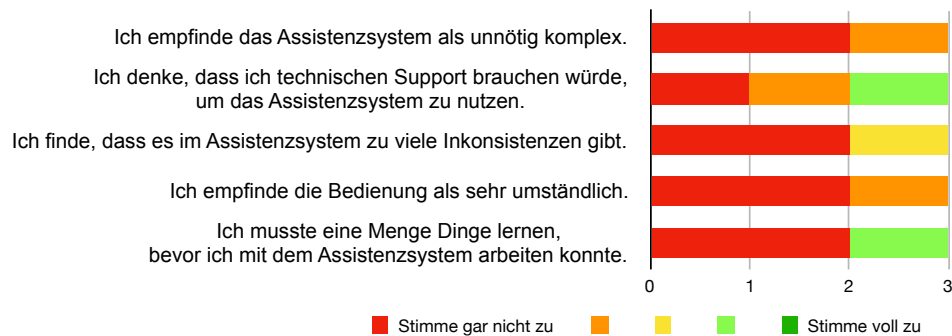 Ich empfinde das Assistenzsystem als unnötig komplex.
Ich denke, dass ich technischen Support brauchen würde,
um das Assistenzsystem zu nutzen.
Ich finde, dass es im Assistenzsystem zu viele Inkonsistenzen gibt.
Ich empfinde die Bedienung als sehr umständlich.
Ich musste eine Menge Dinge lernen,
bevor ich mit dem Assistenzsystem arbeiten konnte.
0 1 2 3
Stimme gar nicht zu Stimme voll zu